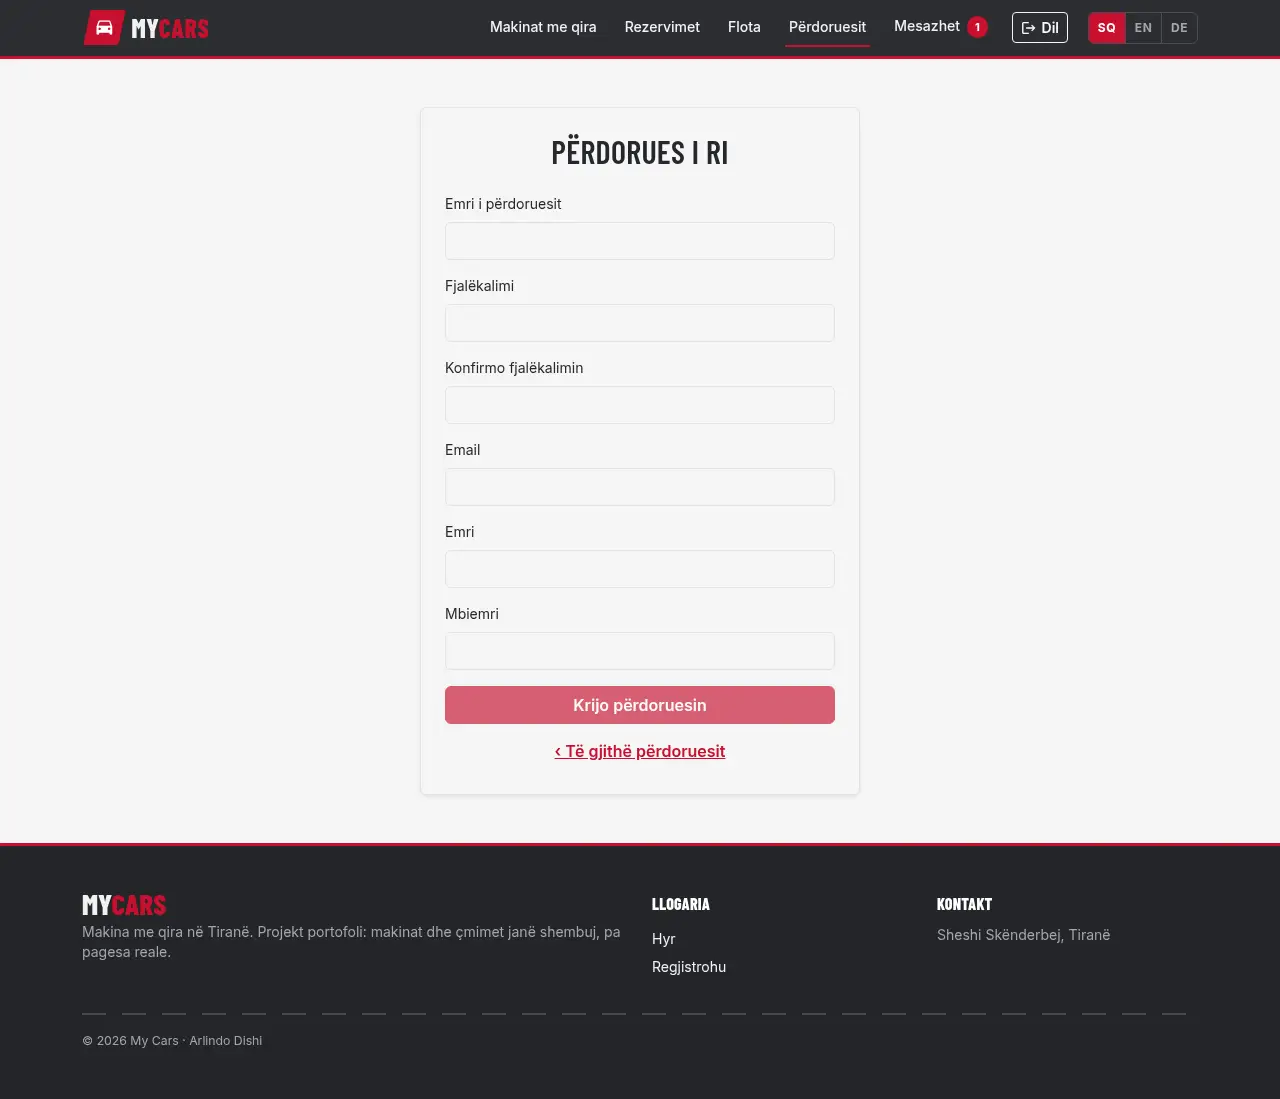 MYCARS
Makinat me qira
Rezervimet
Flota
Përdoruesit
Mesazhet 1
Dil
SQ EN DE
PËRDORUES I RI
Emri i përdoruesit
Fjalëkalimi
Konfirmo fjalëkalimin
Email
Emri
Mbiemri
Krijo përdoruesin
‹ Të gjithë përdoruesit
MYCARS
Makina me qira në Tiranë. Projekt portofoli: makinat dhe çmimet janë shembuj, pa
pagesa reale.
LLOGARIA
Hyr
Regjistrohu
KONTAKT
Sheshi Skënderbej, Tiranë
© 2026 My Cars · Arlindo Dishi